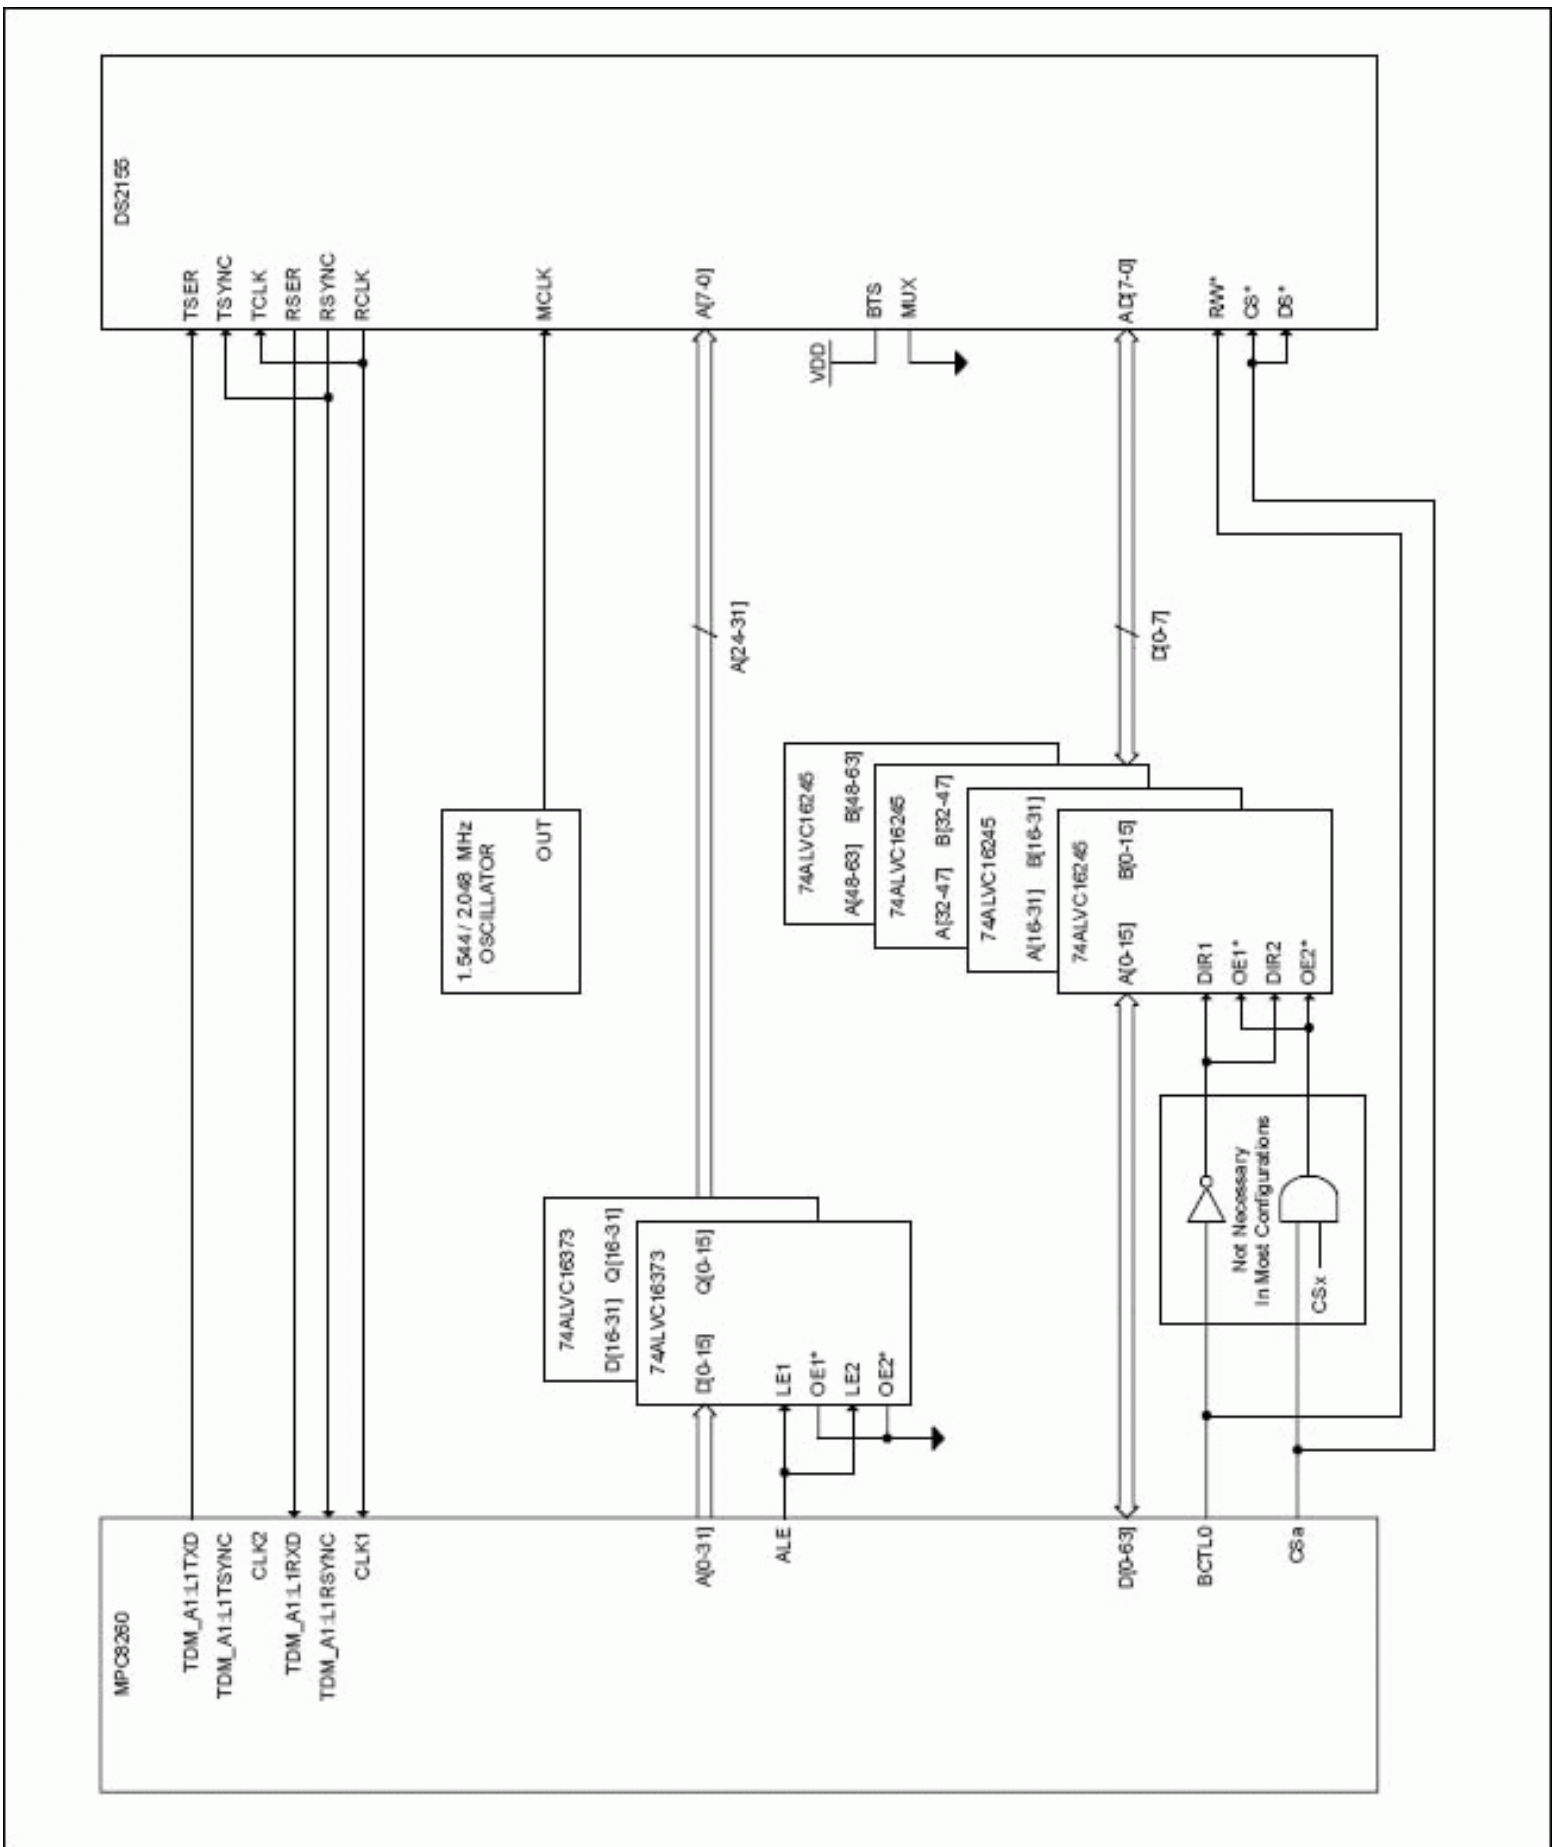 MPC8260
TDM_A1:L1TXD
TDM_A1:L1TSYNC
CLK2
TDM_A1:L1RXD
TDM_A1:L1RSYNC
CLK1
A[0-31]
ALE
D[0-63]
BCTL0
CSa
74ALVC16373
D[16-31] Q[16-31]
74ALVC16373
D[0-15] Q[0-15]
LE1
OE1*
LE2
OE2*
Not Necessary
In Most Configurations
CSx
1.544 / 2.048 MHz
OSCILLATOR
OUT
74ALVC16245
A[48-63] B[48-63]
74ALVC16245
A[32-47] B[32-47]
74ALVC16245
A[16-31] B[16-31]
74ALVC16245
A[0-15] B[0-15]
DIR1
OE1*
DIR2
OE2*
A[24-31]
D[0-7]
VDD
DS2155
TSER
TSYNC
TCLK
RSER
RSYNC
RCLK
MCLK
A[7-0]
BTS
MUX
AD[7-0]
RW*
CS*
DS*